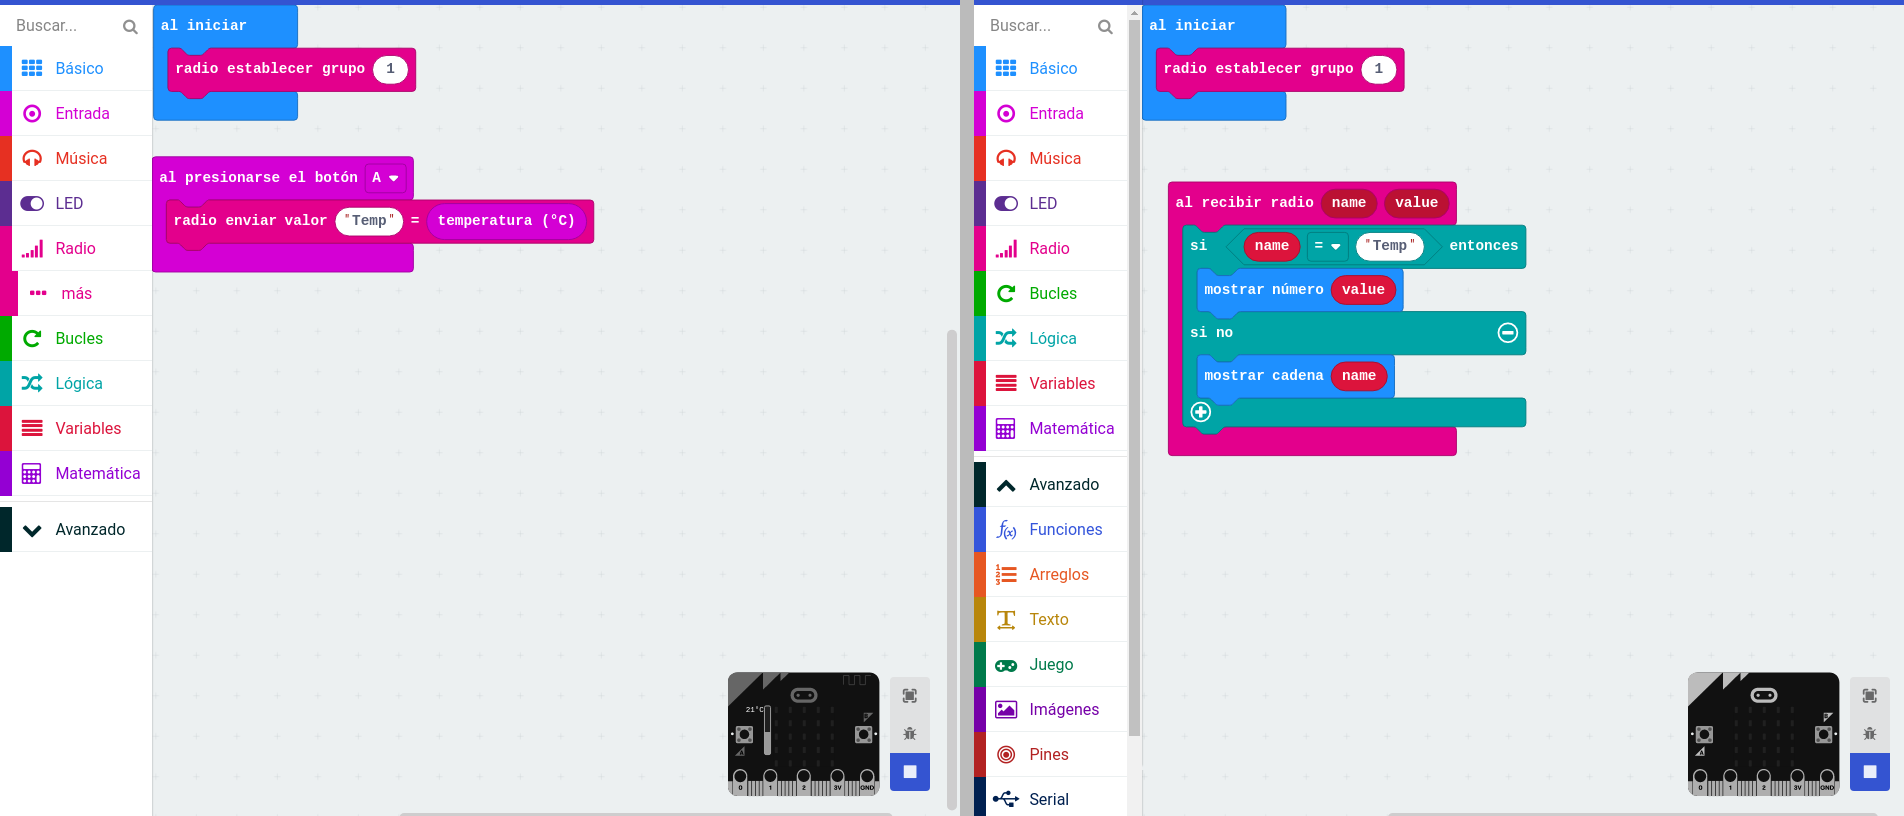 Buscar...
Básico
Entrada
Música
LED
Radio
más
Bucles
Lógica
Variables
Matemática
Avanzado
al iniciar
radio establecer grupo 1
al presionarse el botón A
radio enviar valor "Temp" = temperatura (°C)
21°C
0 1 2 3V GND
Buscar...
Básico
Entrada
Música
LED
Radio
Bucles
Lógica
Variables
Matemática
Avanzado
Funciones
Arreglos
Texto
Juego
Imágenes
Pines
Serial
al iniciar
radio establecer grupo 1
al recibir radio name value
si name = "Temp" entonces
mostrar número value
si no
mostrar cadena name
0 1 2 3V GND